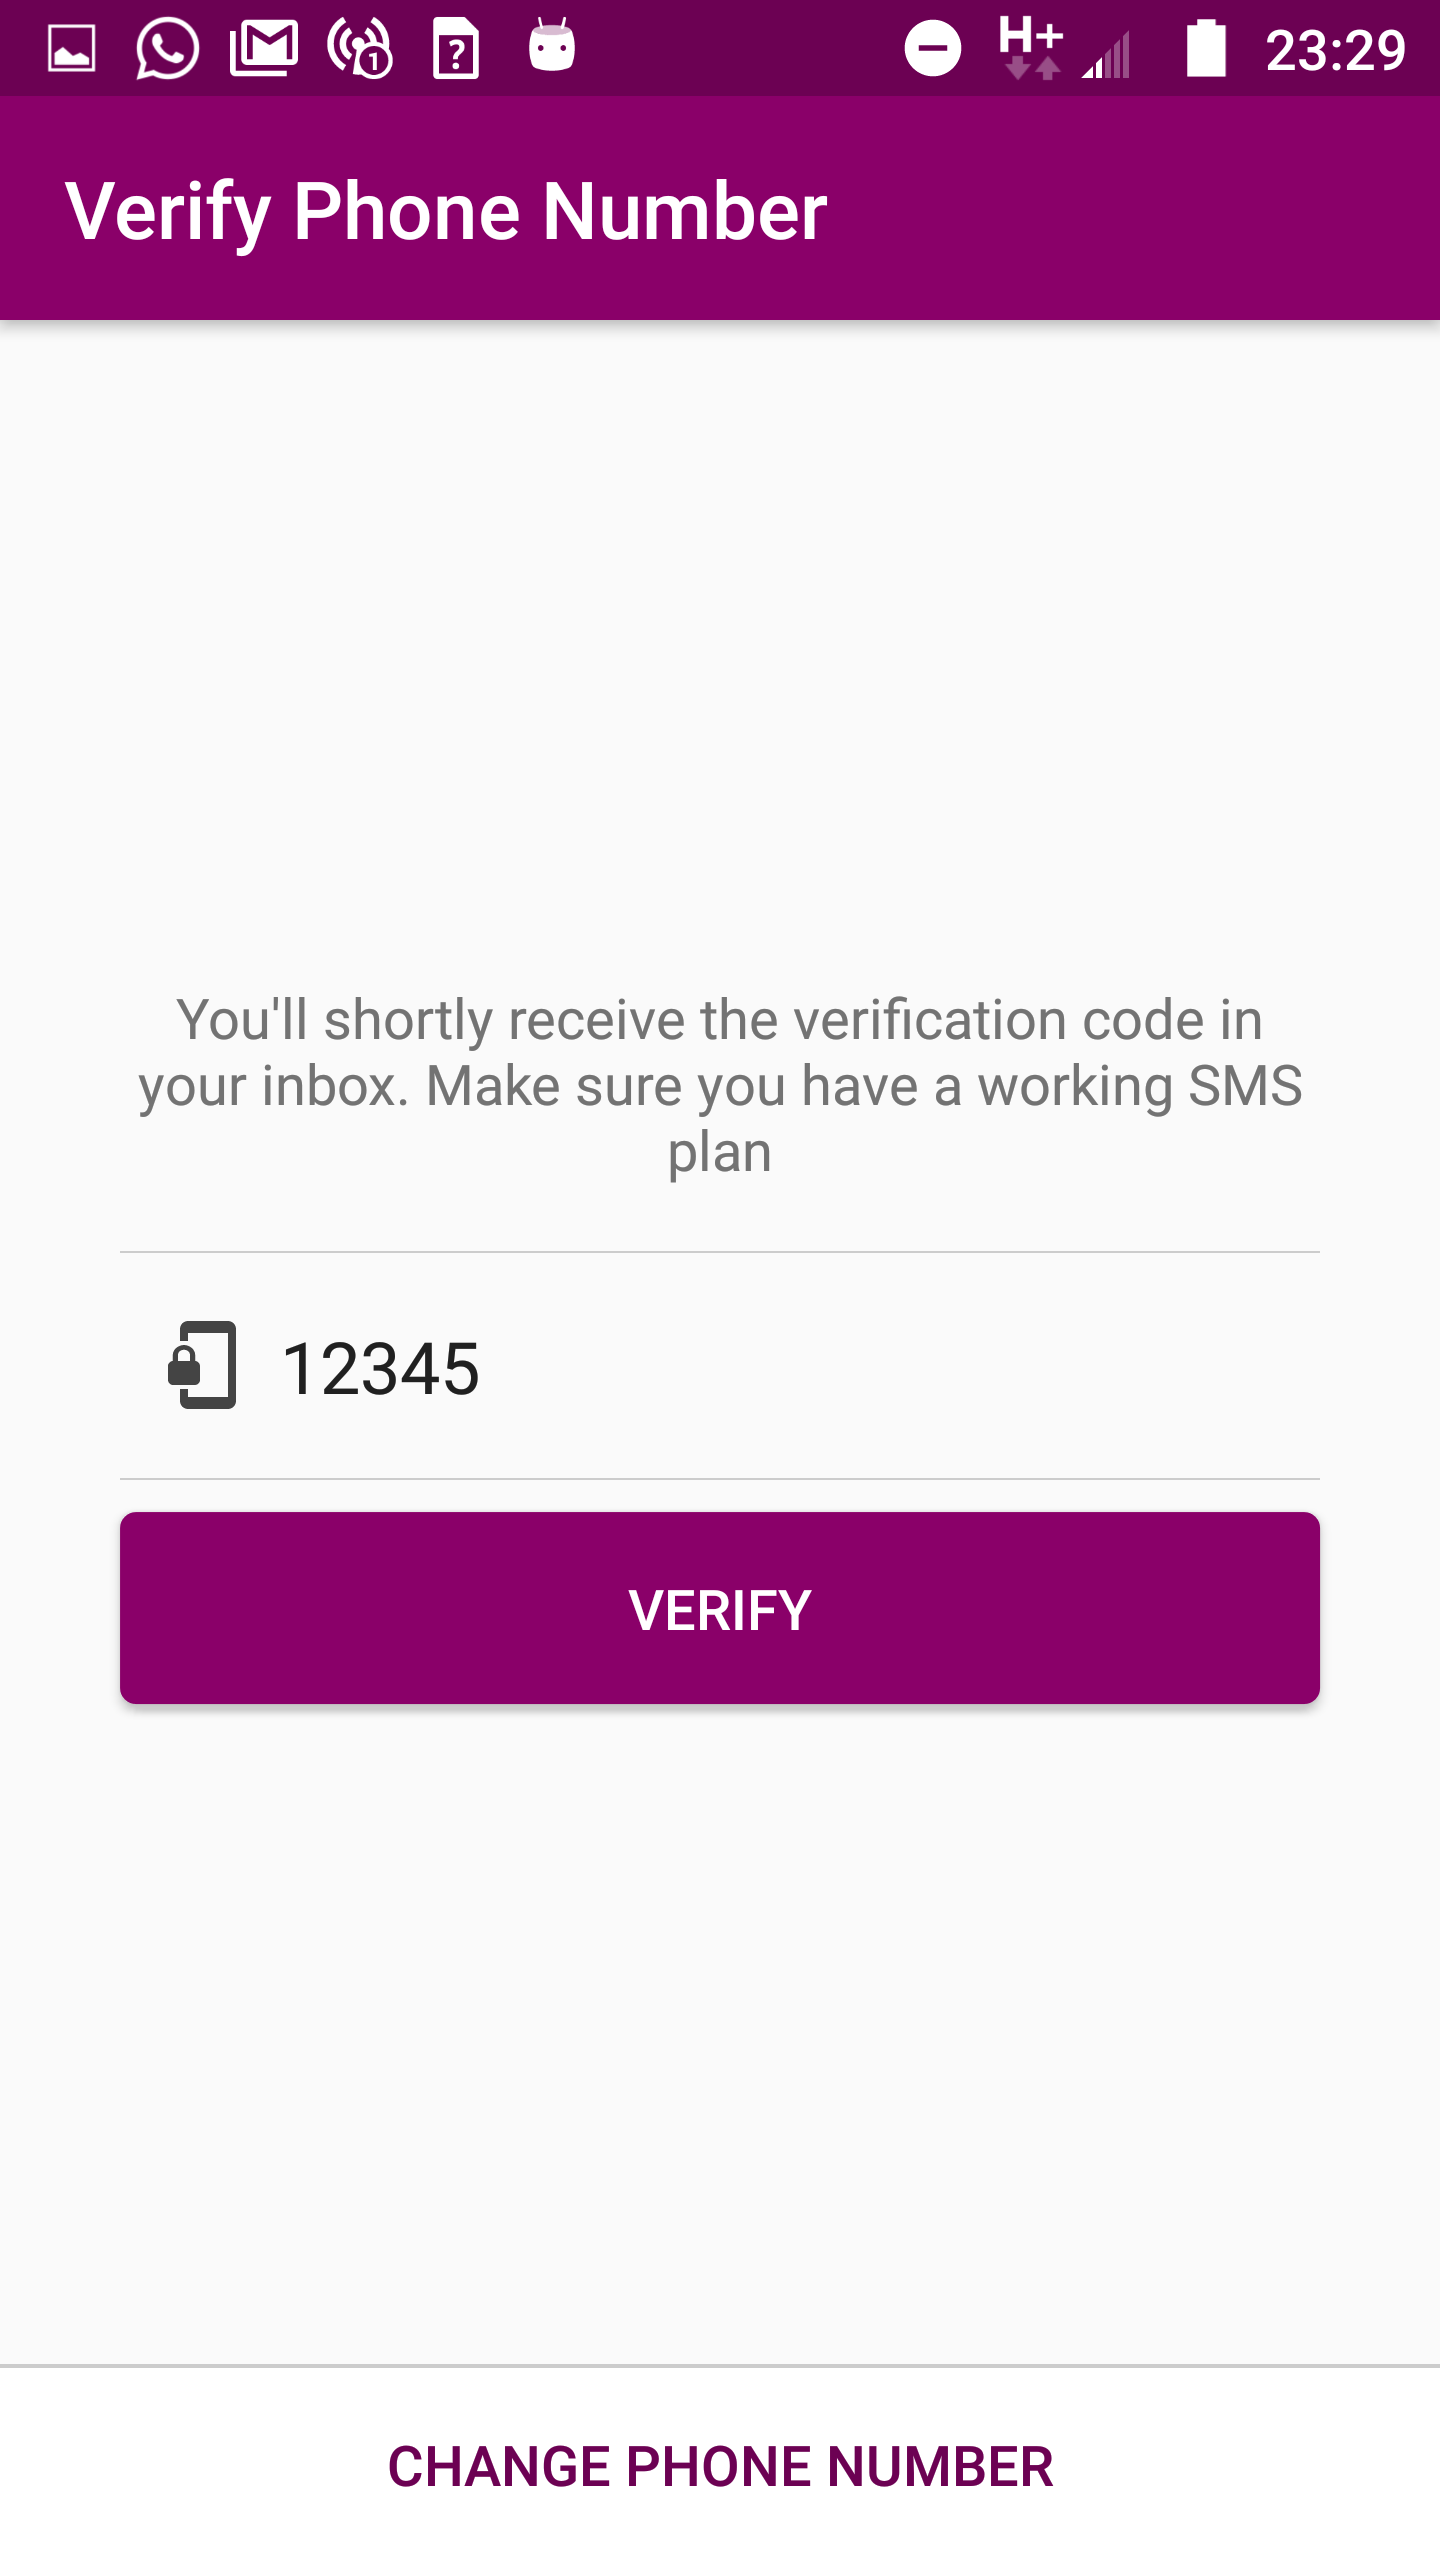 H+ 23:29
Verify Phone Number
You'll shortly receive the verification code in
your inbox. Make sure you have a working SMS
plan
12345
VERIFY
CHANGE PHONE NUMBER